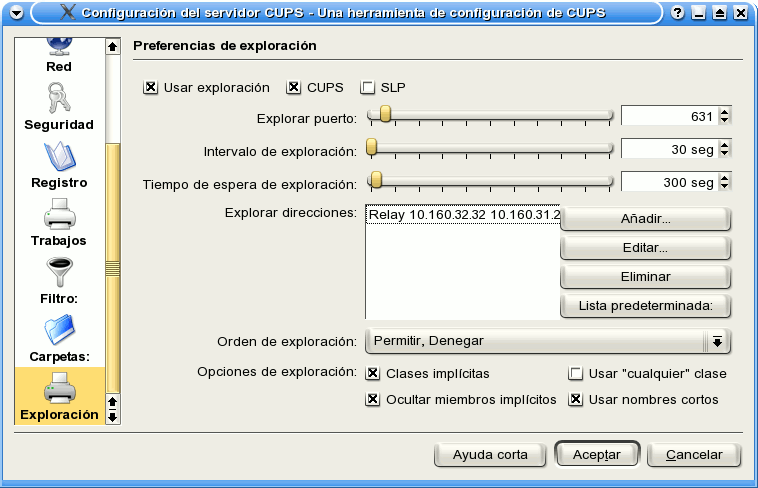 Configuración del servidor CUPS - Una herramienta de configuración de CUPS
Red
Seguridad
Registro
Trabajos
Filtro:
Carpetas:
Exploración
Preferencias de exploración
Usar exploración CUPS SLP
Explorar puerto: 631
Intervalo de exploración: 30 seg
Tiempo de espera de exploración: 300 seg
Explorar direcciones: Relay 10.160.32.32 10.160.31.2
Añadir...
Editar...
Eliminar
Lista predeterminada:
Orden de exploración: Permitir, Denegar
Opciones de exploración: Clases implícitas Usar "cualquier" clase
Ocultar miembros implícitos Usar nombres cortos
Ayuda corta Aceptar Cancelar